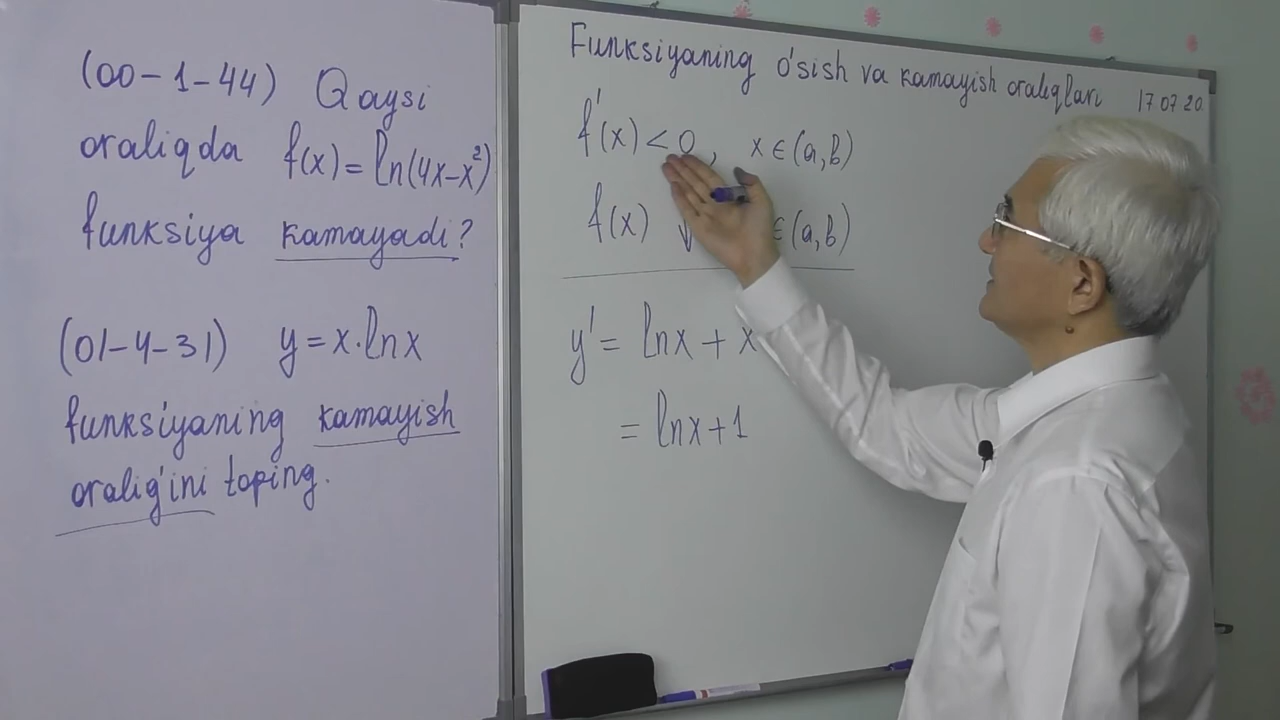 (00-1-44) Qaysi
oraliqda f(x)=ln(4x-x²)
funksiya kamayadi?
(01-4-31) y=x·lnx
funksiyaning kamayish
oralig'ini toping.
Funksiyaning o'sish va kamayish oraliqlari 17 07 20
f'(x)<0, x∈(a,b)
f(x) ∈(a,b)
y'= lnx+x
= lnx+1